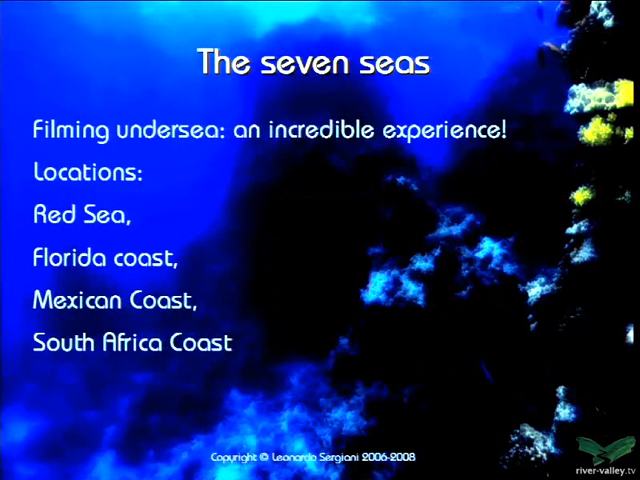 The seven seas
Filming undersea: an incredible experience!
Locations:
Red Sea,
Florida coast,
Mexican Coast,
South Africa Coast
Copyright © Leonardo Sergiani 2006-2008
river-valley.tv